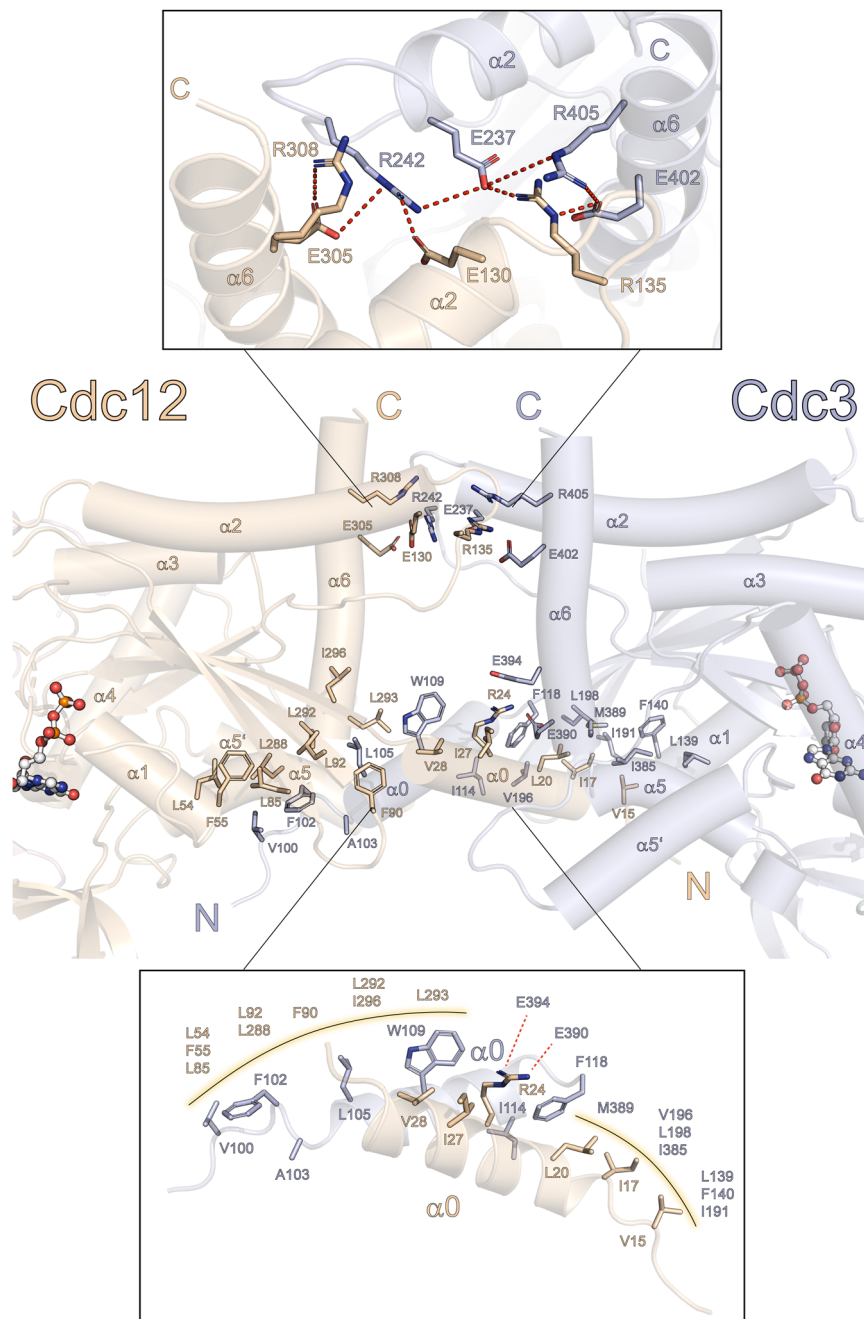 α2
C
C
R405
E237
α6
R308
R242
E402
E305
E130
α6
α2
R135
Cdc12
C
C
Cdc3
R308
R242
R405
E237
α2
α2
E305
E130
R135
E402
α3
α3
α6
α6
I296
E394
W109
F118
L198
α4
L293
R24
M389
F140
L292
E390
I191
α1
α4
α5'
L288
L105
I27
L139
α1
α5
L92
V28
α0
L20
I17
I385
α0
I114
L54
L85
V196
α5
F55
F102
F90
V15
V100
A103
α5'
N
N
L292
I296
L293
E394
L92
L288
F90
L54
F55
L85
W109
α0
E390
F118
F102
R24
L105
I114
M389
V196
L198
I385
V28
I27
V100
A103
L20
I17
L139
F140
I191
α0
V15